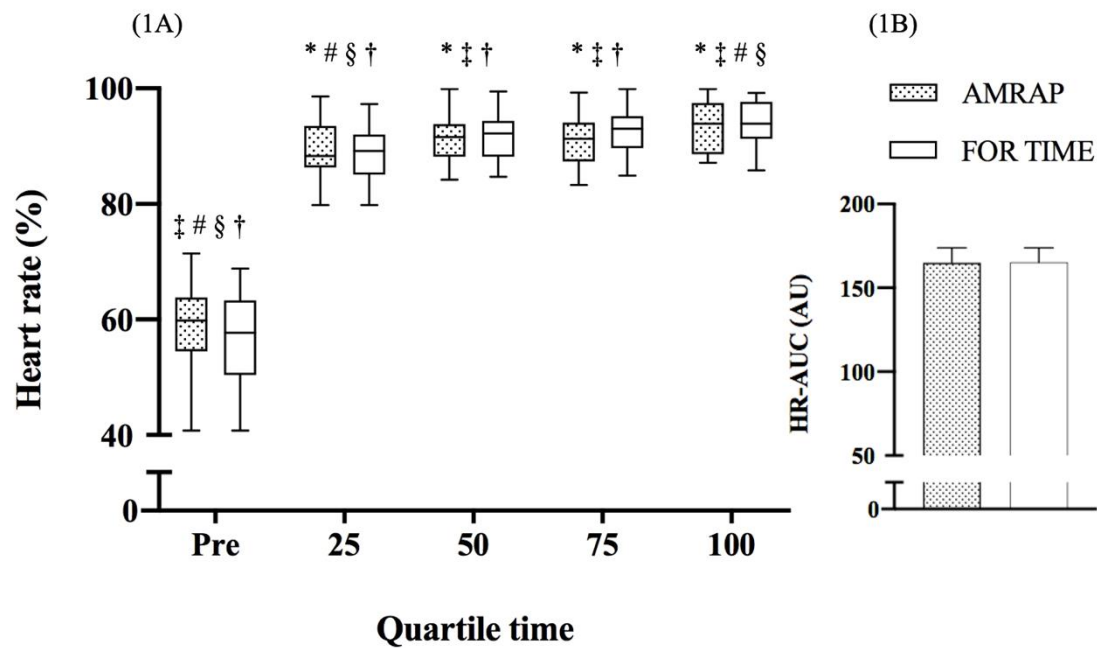 (1A)
* # § †
* ‡ †
* ‡ †
* ‡ # §
‡ # § †
Heart rate (%)
100
80
60
40
0
Pre
25
50
75
100
Quartile time
(1B)
AMRAP
FOR TIME
HR-AUC (AU)
200
150
100
50
0